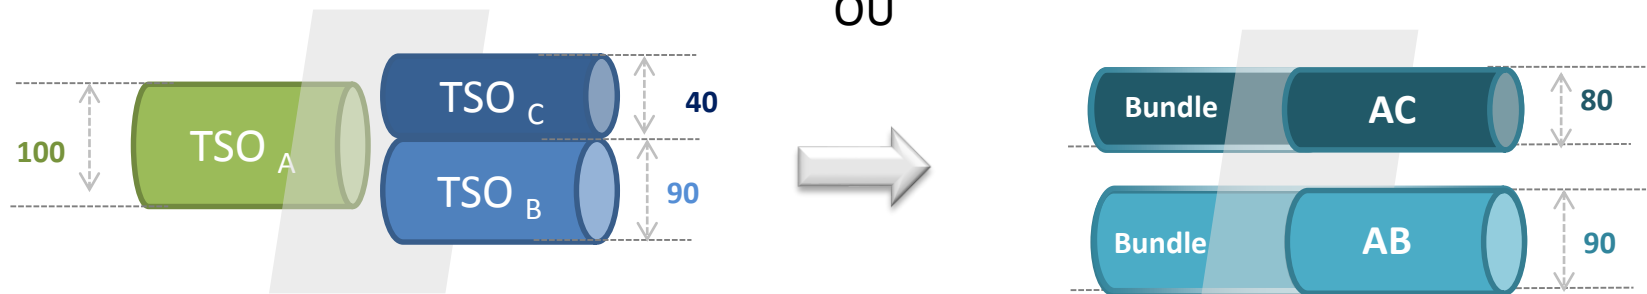 OU
100
TSO A
TSO C
40
TSO B
90
Bundle AC
80
Bundle AB
90